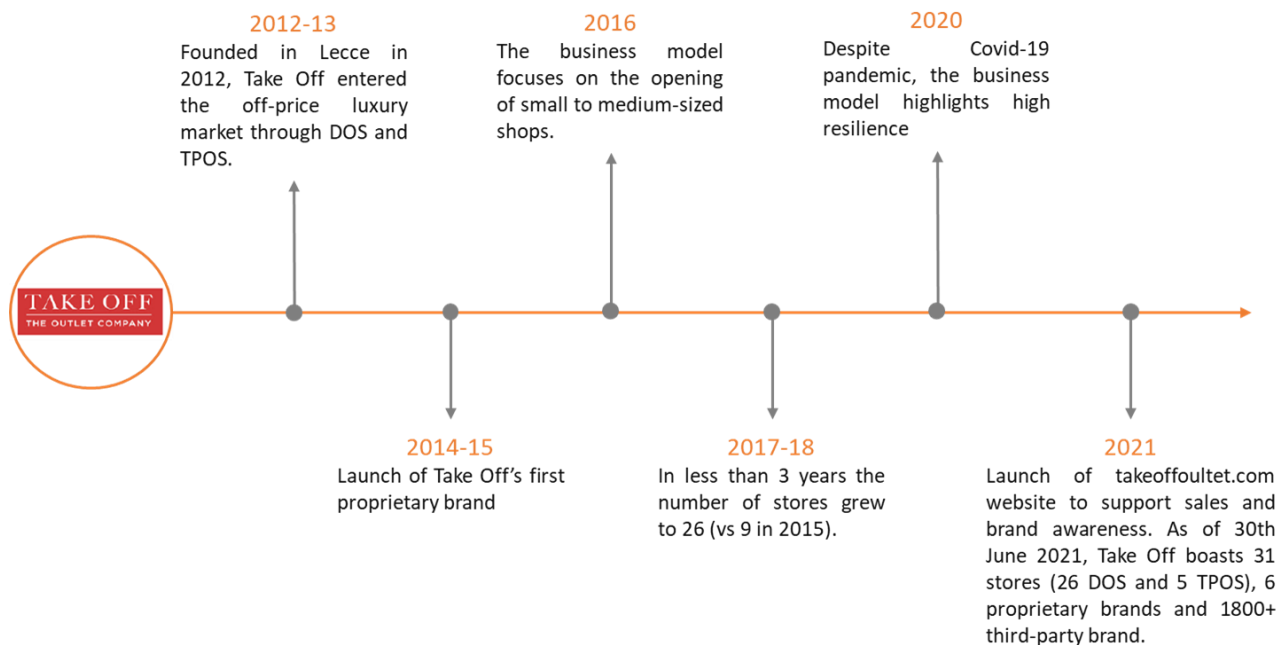 TAKE OFF
THE OUTLET COMPANY
2012-13
Founded in Lecce in
2012, Take Off entered
the off-price luxury
market through DOS and
TPOS.
2014-15
Launch of Take Off’s first
proprietary brand
2016
The business model
focuses on the opening
of small to medium-sized
shops.
2017-18
In less than 3 years the
number of stores grew
to 26 (vs 9 in 2015).
2020
Despite Covid-19
pandemic, the business
model highlights high
resilience
2021
Launch of takeoffoultet.com
website to support sales and
brand awareness. As of 30th
June 2021, Take Off boasts 31
stores (26 DOS and 5 TPOS), 6
proprietary brands and 1800+
third-party brand.